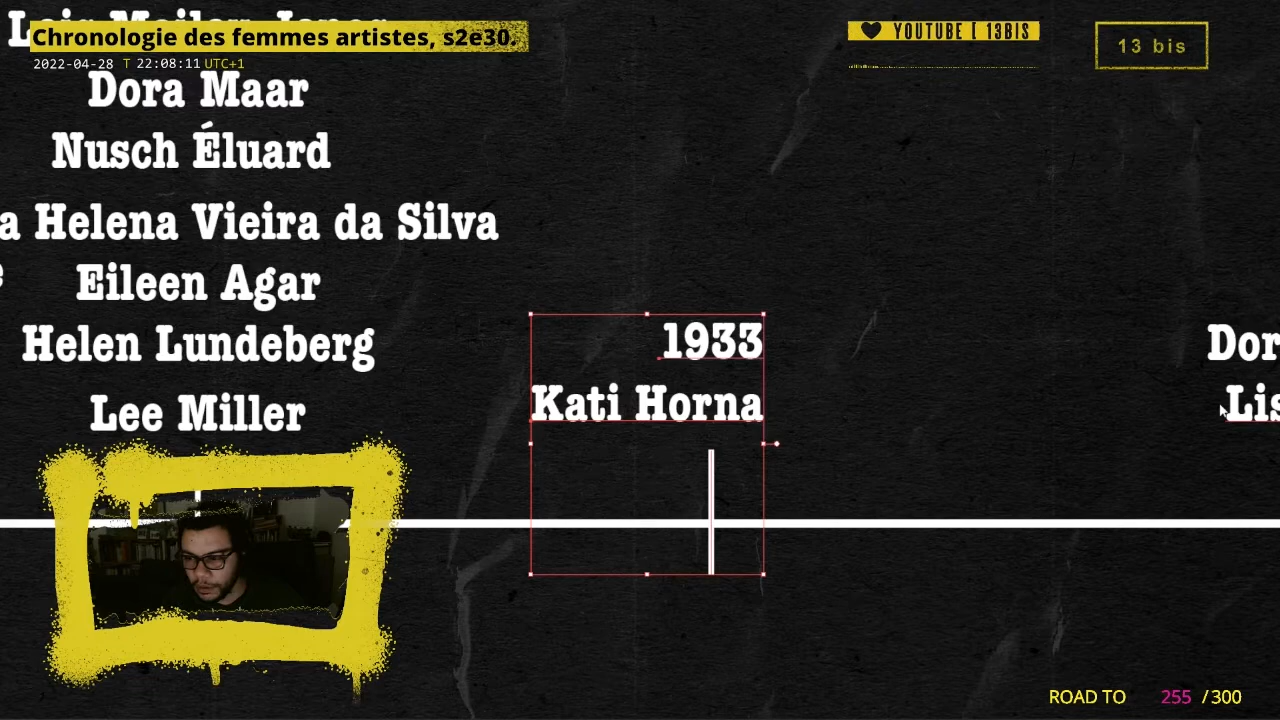 Chronologie des femmes artistes, s2e30.
2022-04-28 T 22:08:11 UTC+1
YOUTUBE [ 13BIS
13 bis
Dora Maar
Nusch Éluard
a Helena Vieira da Silva
Eileen Agar
Helen Lundeberg
Lee Miller
1933
Kati Horna
Dor
Lis
ROAD TO 255 / 300